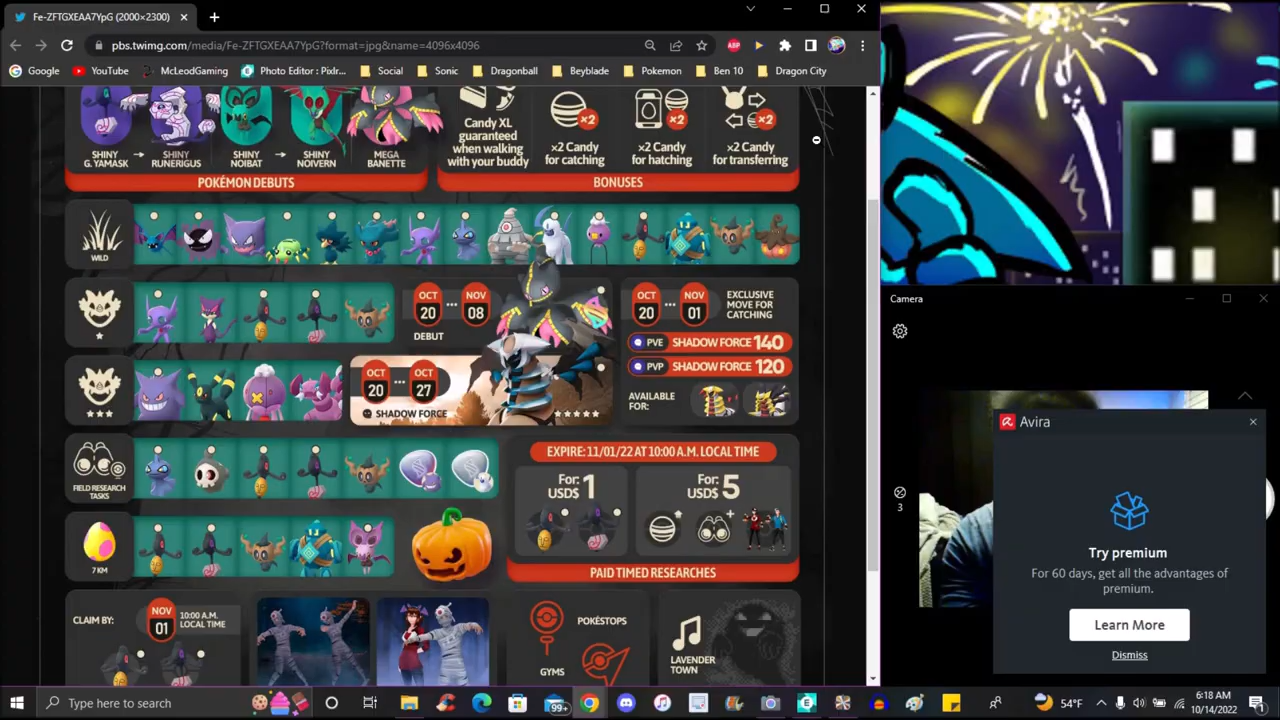 Fe-ZFTGXEAA7YpG (2000×2300)
pbs.twimg.com/media/Fe-ZFTGXEAA7YpG?format=jpg&name=4096x4096
ABP
Google YouTube McLeodGaming Photo Editor : Pixlr... Social Sonic Dragonball Beyblade Pokemon Ben 10 Dragon City
SHINY G. YAMASK
SHINY RUNERIGUS
SHINY NOIBAT
SHINY NOIVERN
MEGA BANETTE
POKÉMON DEBUTS
Candy XL
guaranteed
when walking
with your buddy
×2
×2 Candy
for catching
×2
×2 Candy
for hatching
×2
×2 Candy
for transferring
BONUSES
WILD
OCT 20 ... NOV 08
DEBUT
OCT 20 ... NOV 01
EXCLUSIVE
MOVE FOR
CATCHING
PVE SHADOW FORCE 140
PVP SHADOW FORCE 120
AVAILABLE
FOR:
OCT 20 ... OCT 27
SHADOW FORCE
FIELD RESEARCH
TASKS
EXPIRE: 11/01/22 AT 10:00 A.M. LOCAL TIME
For:
USD$ 1
For:
USD$ 5
PAID TIMED RESEARCHES
7 KM
CLAIM BY:
NOV 01
10:00 A.M.
LOCAL TIME
POKÉSTOPS
GYMS
LAVENDER
TOWN
Camera
3
Avira
Try premium
For 60 days, get all the advantages of
premium.
Learn More
Dismiss
Type here to search
99+
54°F
6:18 AM
10/14/2022
1